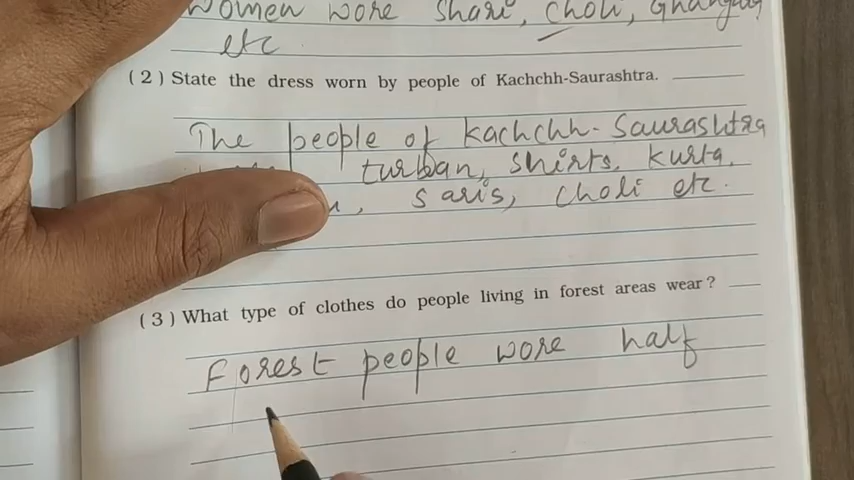 women wore Shari, choli, Ghangha
etc
(2) State the dress worn by people of Kachchh-Saurashtra.
The people of Kachchh-Saurashtra
turban, shirts, kurta,
saris, choli etc.
(3) What type of clothes do people living in forest areas wear?
Forest people wore half